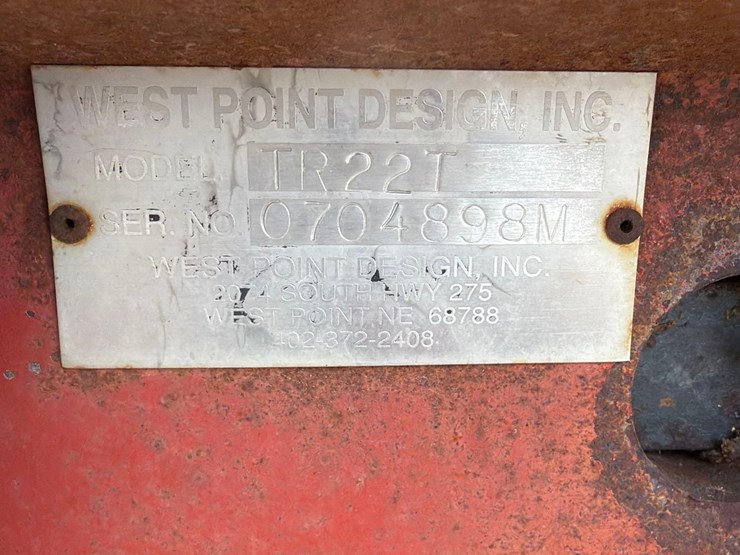 WEST POINT DESIGN, INC.
MODEL TR22T
SER. NO. 0704898M
WEST POINT DESIGN, INC.
SOUTH HWY 275
WEST POINT NE 68788
402-372-2408